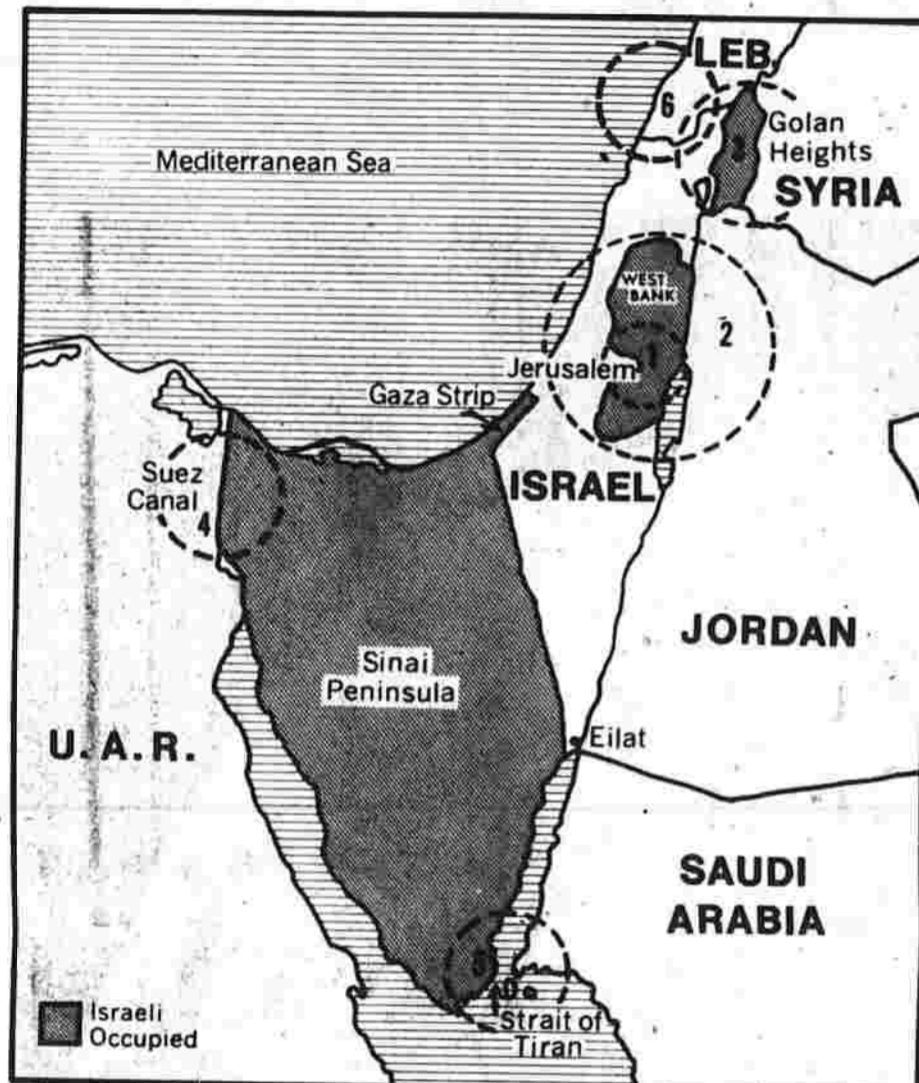 LEB.
6
Golan
Heights
3
SYRIA
Mediterranean Sea
WEST
BANK
2
1
Jerusalem
Gaza Strip
ISRAEL
Suez
Canal
4
JORDAN
Sinai
Peninsula
Eilat
U.A.R.
SAUDI
ARABIA
5
Strait of
Tiran
Israeli
Occupied